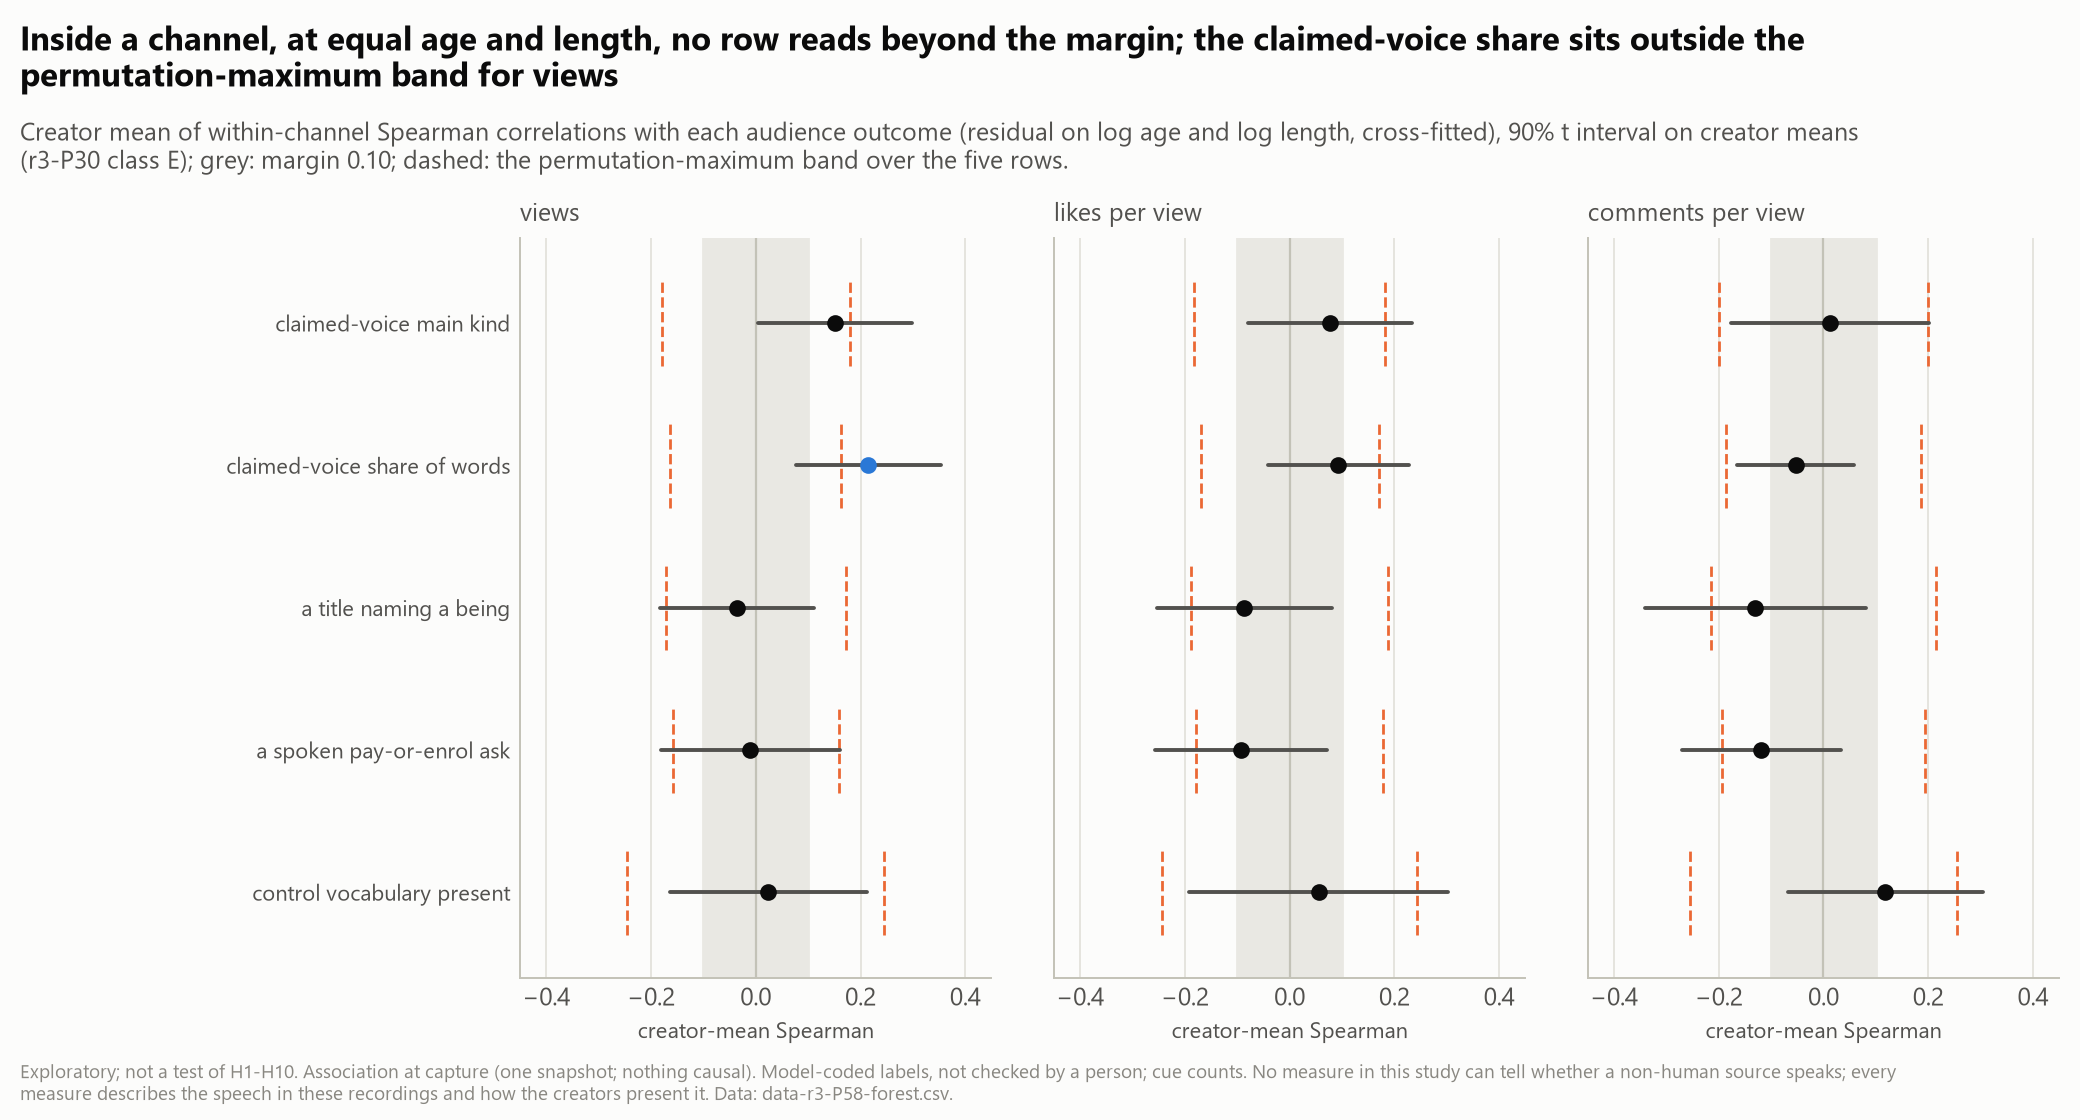 Inside a channel, at equal age and length, no row reads beyond the margin; the claimed-voice share sits outside the
permutation-maximum band for views
Creator mean of within-channel Spearman correlations with each audience outcome (residual on log age and log length, cross-fitted), 90% t interval on creator means
(r3-P30 class E); grey: margin 0.10; dashed: the permutation-maximum band over the five rows.
views
likes per view
comments per view
claimed-voice main kind
claimed-voice share of words
a title naming a being
a spoken pay-or-enrol ask
control vocabulary present
−0.4 −0.2 0.0 0.2 0.4
−0.4 −0.2 0.0 0.2 0.4
−0.4 −0.2 0.0 0.2 0.4
creator-mean Spearman
creator-mean Spearman
creator-mean Spearman
Exploratory; not a test of H1-H10. Association at capture (one snapshot; nothing causal). Model-coded labels, not checked by a person; cue counts. No measure in this study can tell whether a non-human source speaks; every
measure describes the speech in these recordings and how the creators present it. Data: data-r3-P58-forest.csv.